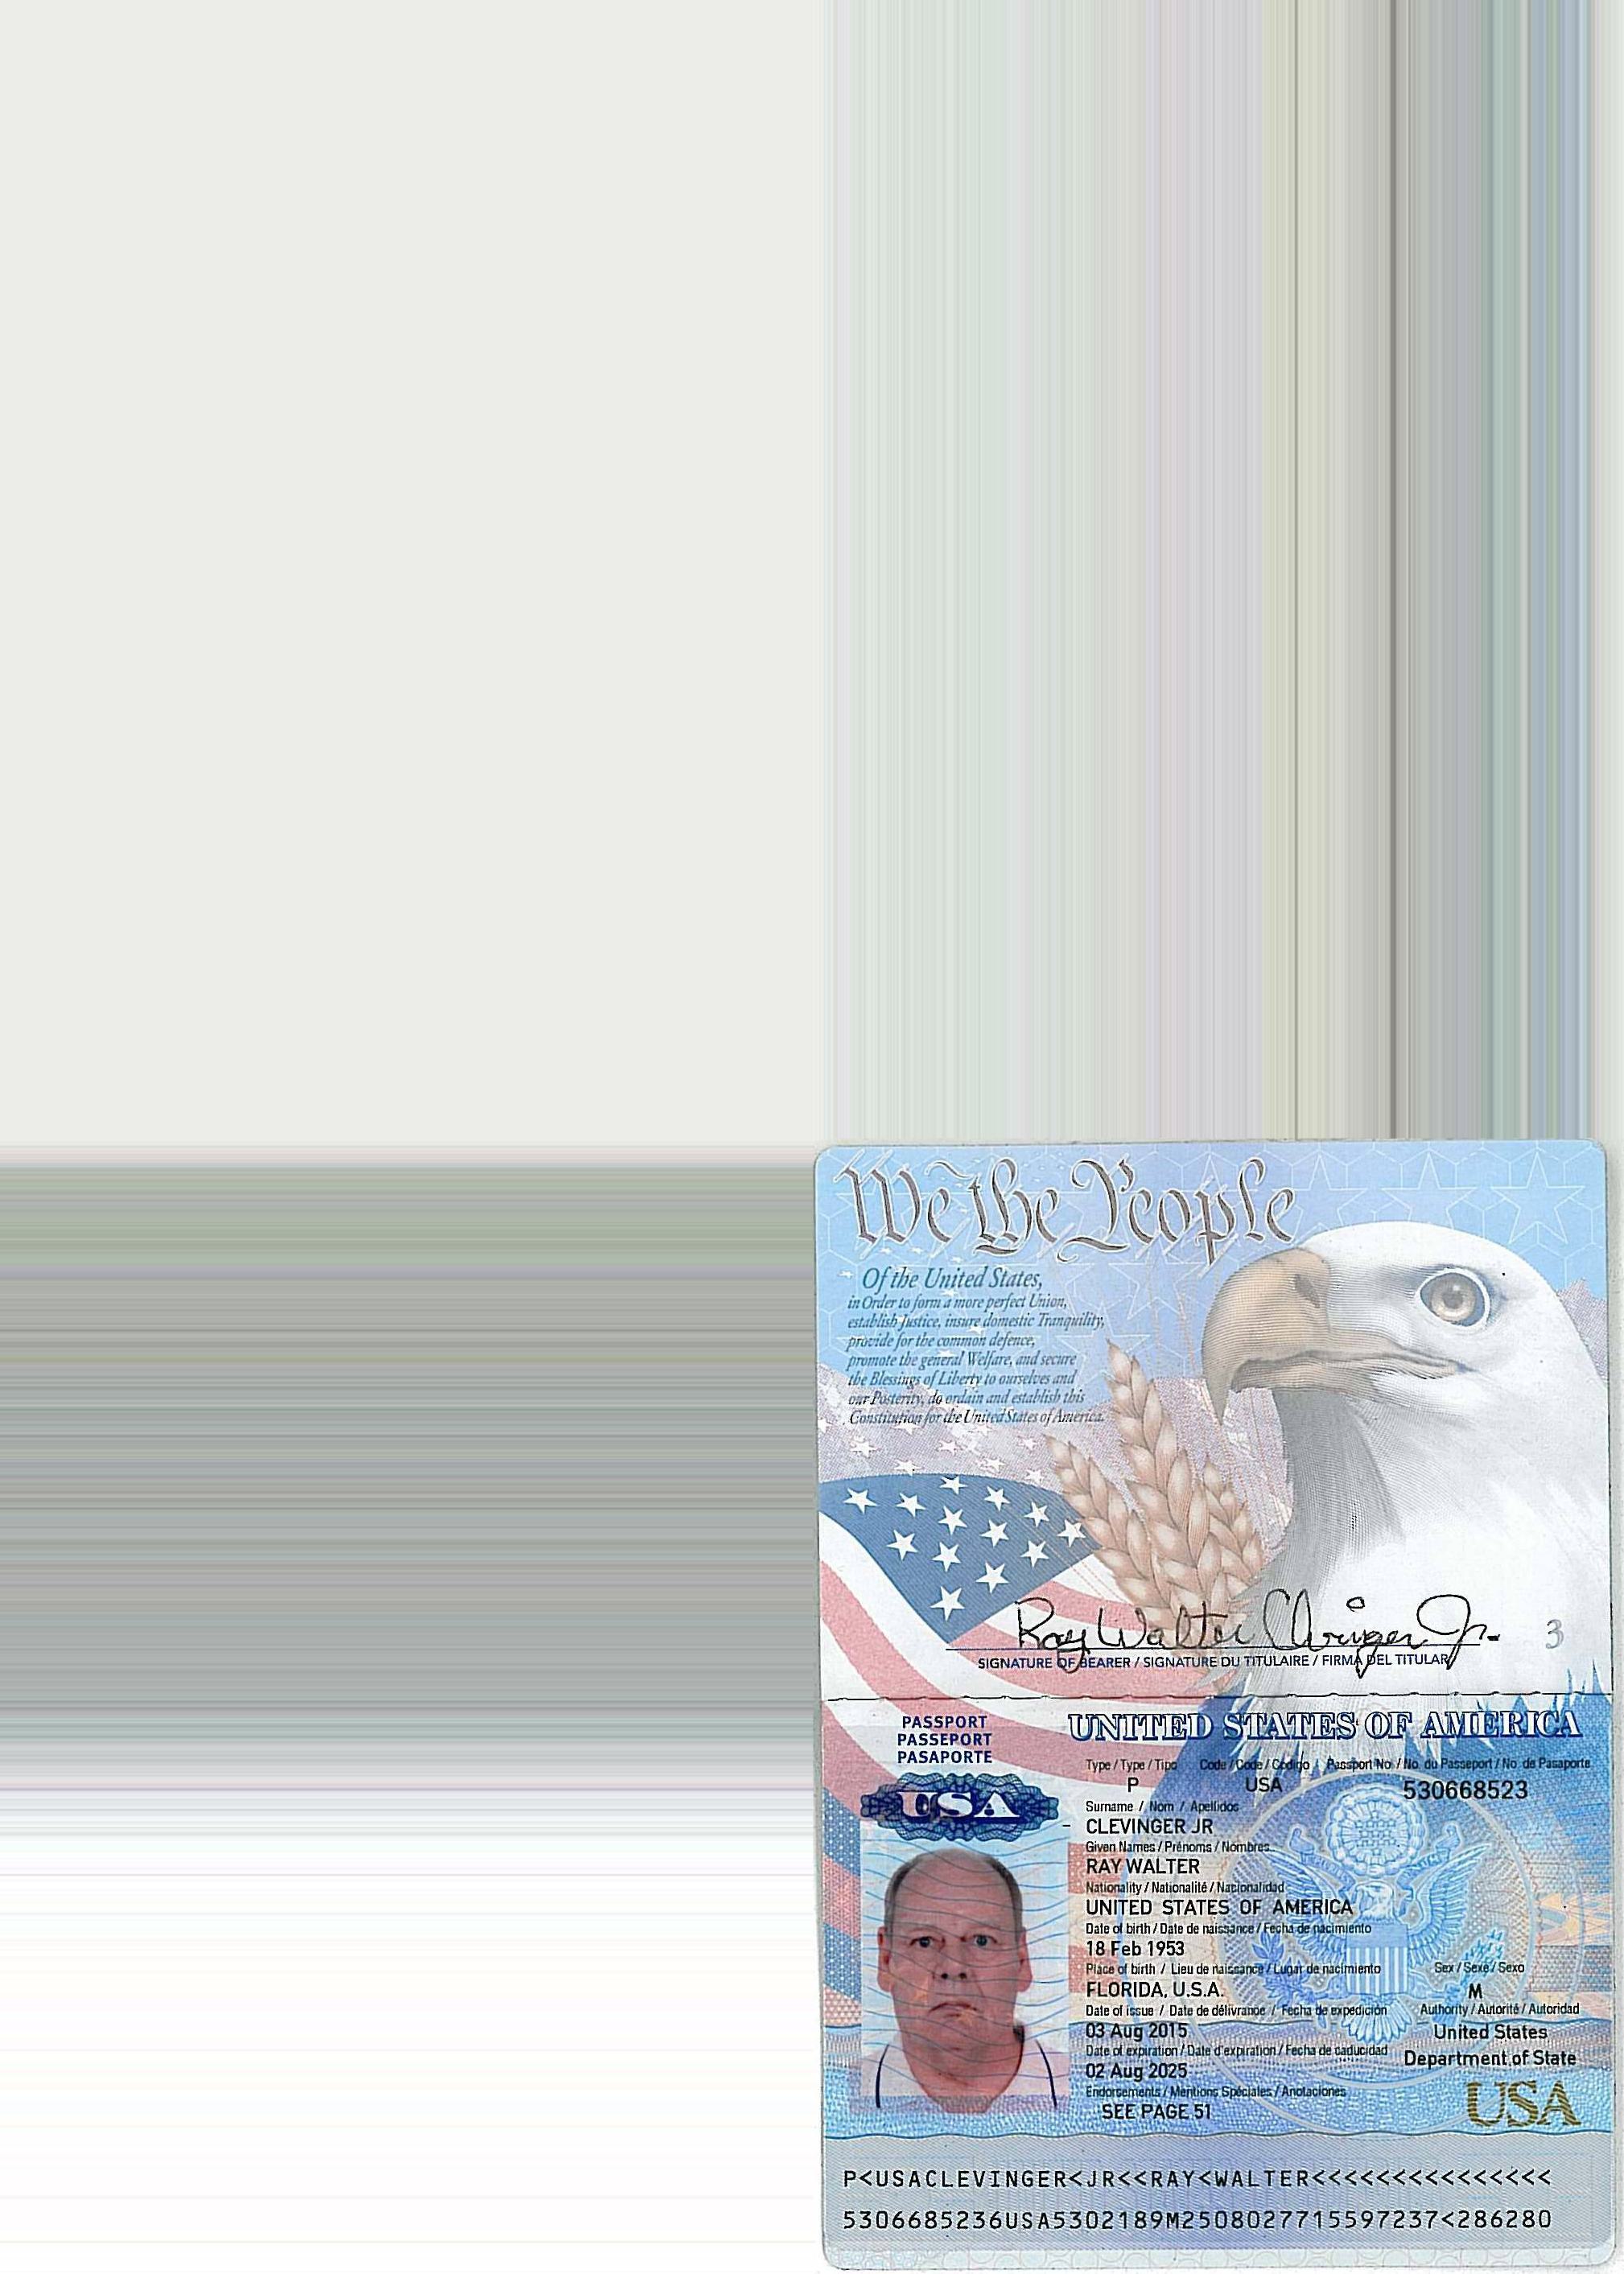 We the People
Of the United States,
in Order to form a more perfect Union,
establish Justice, insure domestic Tranquility,
provide for the common defence,
promote the general Welfare, and secure
the Blessings of Liberty to ourselves and
our Posterity, do ordain and establish this
Constitution for the United States of America.
Ray Walter Clevinger Jr.
3
SIGNATURE OF BEARER / SIGNATURE DU TITULAIRE / FIRMA DEL TITULAR
PASSPORT
PASSEPORT
PASAPORTE
USA
UNITED STATES OF AMERICA
Type / Type / Tipo Code / Code / Codigo Passport No. / No. du Passeport / No. de Pasaporte
P USA 530668523
Surname / Nom / Apellidos
CLEVINGER JR
Given Names / Prénoms / Nombres
RAY WALTER
Nationality / Nationalité / Nacionalidad
UNITED STATES OF AMERICA
Date of birth / Date de naissance / Fecha de nacimiento
18 Feb 1953
Place of birth / Lieu de naissance / Lugar de nacimiento Sex / Sexe / Sexo
FLORIDA, U.S.A. M
Date of issue / Date de délivrance / Fecha de expedición Authority / Autorité / Autoridad
03 Aug 2015 United States
Date of expiration / Date d'expiration / Fecha de caducidad Department of State
02 Aug 2025
Endorsements / Mentions Spéciales / Anotaciones
SEE PAGE 51
USA
P<USACLEVINGER<JR<<RAY<WALTER<<<<<<<<<<<<<<<
5306685236USA5302189M2508027715597237<286280